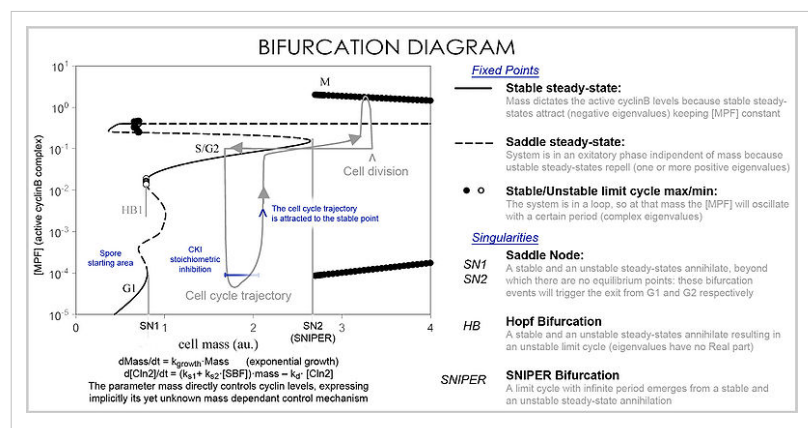 BIFURCATION DIAGRAM
[MPF] (active cyclinB complex)
10^1
10^0
10^-1
10^-2
10^-3
10^-4
10^-5
M
S/G2
Cell division
HB1
The cell cycle trajectory
is attracted to the stable point
Spore
starting area
CKI
stoichiometric
inhibition
G1
Cell cycle trajectory
0 1 2 3 4
SN1 SN2
(SNIPER)
cell mass (au.)
dMass/dt = kgrowth·Mass (exponential growth)
d[Cln2]/dt = (ks1+ ks2·[SBF])·mass – kd· [Cln2]
The parameter mass directly controls cyclin levels, expressing
implicitly its yet unknown mass dependant control mechanism
Fixed Points
Stable steady-state:
Mass dictates the active cyclinB levels because stable steady-
states attract (negative eigenvalues) keeping [MPF] constant
Saddle steady-state:
System is in an exitatory phase indipendent of mass because
ustable steady-states repell (one or more positive eigenvalues)
Stable/Unstable limit cycle max/min:
The system is in a loop, so at that mass the [MPF] will oscillate
with a certain period (complex eigenvalues)
Singularities
SN1
SN2
Saddle Node:
A stable and an unstable steady-states annihilate, beyond
which there are no equilibrium points: these bifurcation
events will trigger the exit from G1 and G2 respectively
HB
Hopf Bifurcation
A stable and an unstable steady-states annihilate resulting in
an unstable limit cycle (eigenvalues have no Real part)
SNIPER
SNIPER Bifurcation
A limit cycle with infinite period emerges from a stable and
an unstable steady-state annihilation